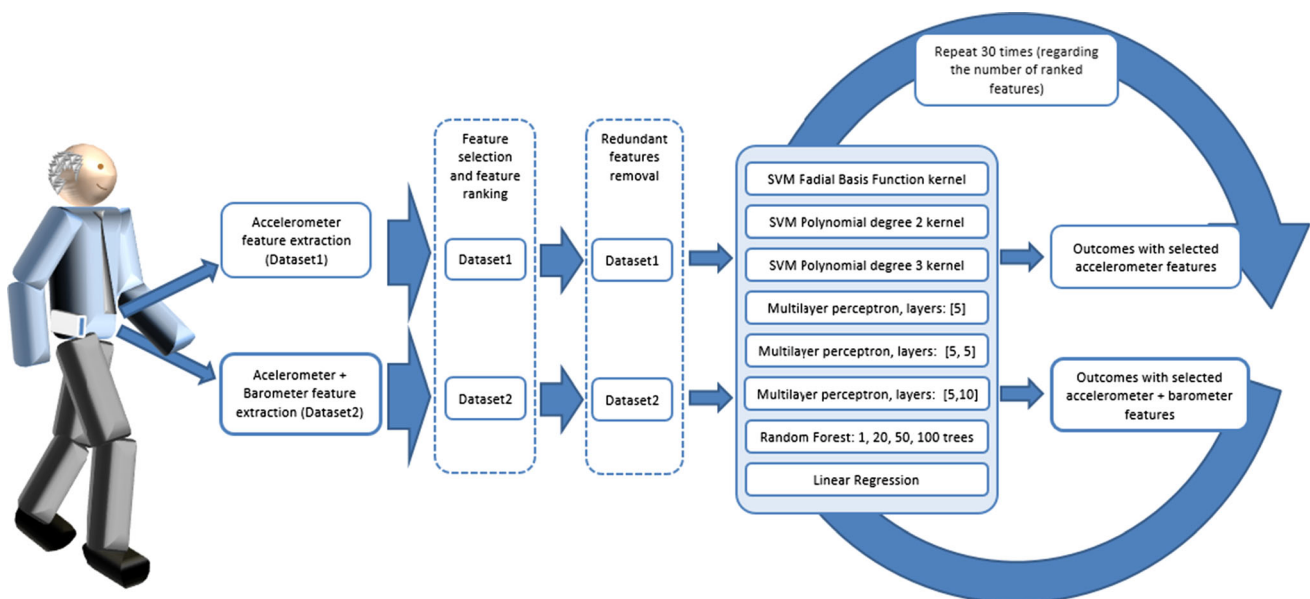 Repeat 30 times (regarding
the number of ranked
features)
Feature
selection
and feature
ranking
Redundant
features
removal
Accelerometer
feature extraction
(Dataset1)
Acelerometer +
Barometer feature
extraction (Dataset2)
Dataset1
Dataset1
Dataset2
Dataset2
SVM Fadial Basis Function kernel
SVM Polynomial degree 2 kernel
SVM Polynomial degree 3 kernel
Multilayer perceptron, layers: [5]
Multilayer perceptron, layers: [5, 5]
Multilayer perceptron, layers: [5,10]
Random Forest: 1, 20, 50, 100 trees
Linear Regression
Outcomes with selected
accelerometer features
Outcomes with selected
accelerometer + barometer
features